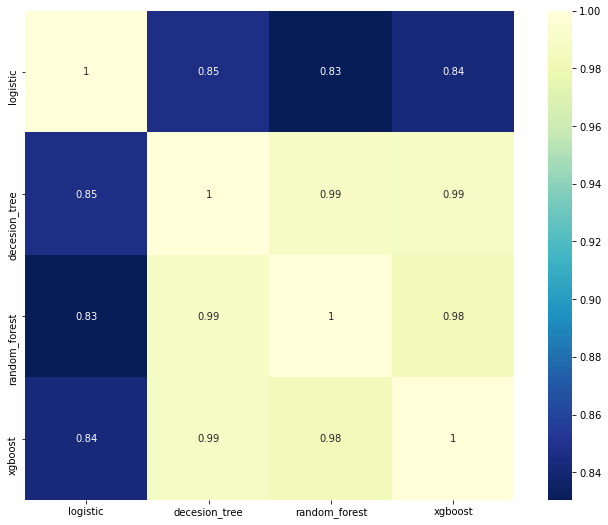 logistic 1 0.85 0.83 0.84
decesion_tree 0.85 1 0.99 0.99
random_forest 0.83 0.99 1 0.98
xgboost 0.84 0.99 0.98 1
logistic decesion_tree random_forest xgboost
1.00
0.98
0.96
0.94
0.92
0.90
0.88
0.86
0.84